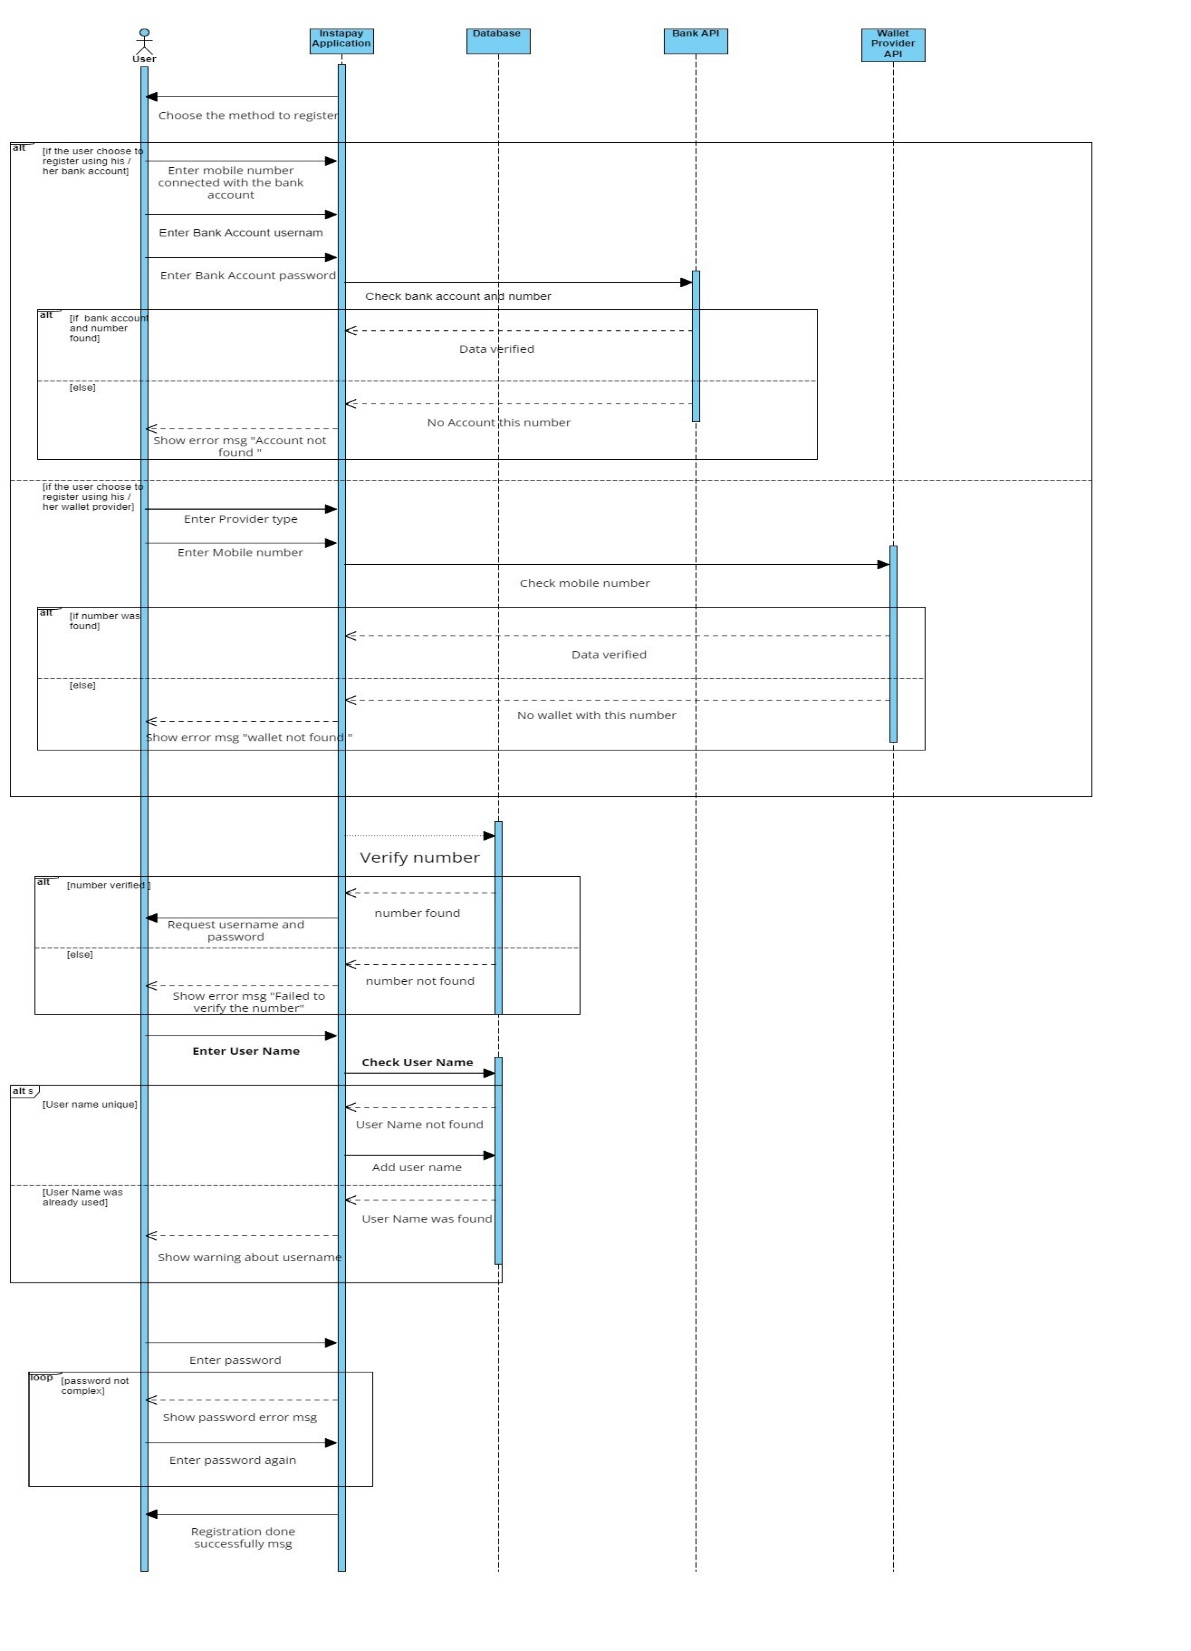 User
Instapay
Application
Database
Bank API
Wallet
Provider
API
Choose the method to register
alt
[if the user choose to
register using his /
her bank account]
Enter mobile number
connected with the bank
account
Enter Bank Account usernam
Enter Bank Account password
Check bank account and number
alt
[if bank account
and number
found]
Data verified
[else]
No Account this number
Show error msg "Account not
found "
[if the user choose to
register using his /
her wallet provider]
Enter Provider type
Enter Mobile number
Check mobile number
alt
[if number was
found]
Data verified
[else]
No wallet with this number
Show error msg "wallet not found "
Verify number
alt
[number verified ]
number found
Request username and
password
[else]
number not found
Show error msg "Failed to
verify the number"
Enter User Name
Check User Name
alt s
[User name unique]
User Name not found
Add user name
[User Name was
already used]
User Name was found
Show warning about username
Enter password
loop
[password not
complex]
Show password error msg
Enter password again
Registration done
successfully msg